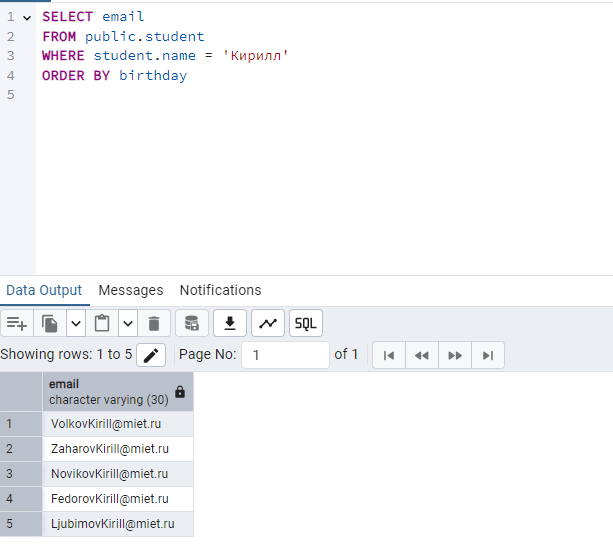 1 SELECT email
2 FROM public.student
3 WHERE student.name = 'Кирилл'
4 ORDER BY birthday
5
Data Output Messages Notifications
SQL
Showing rows: 1 to 5 Page No: 1 of 1
email
character varying (30)
1 VolkovKirill@miet.ru
2 ZaharovKirill@miet.ru
3 NovikovKirill@miet.ru
4 FedorovKirill@miet.ru
5 LjubimovKirill@miet.ru